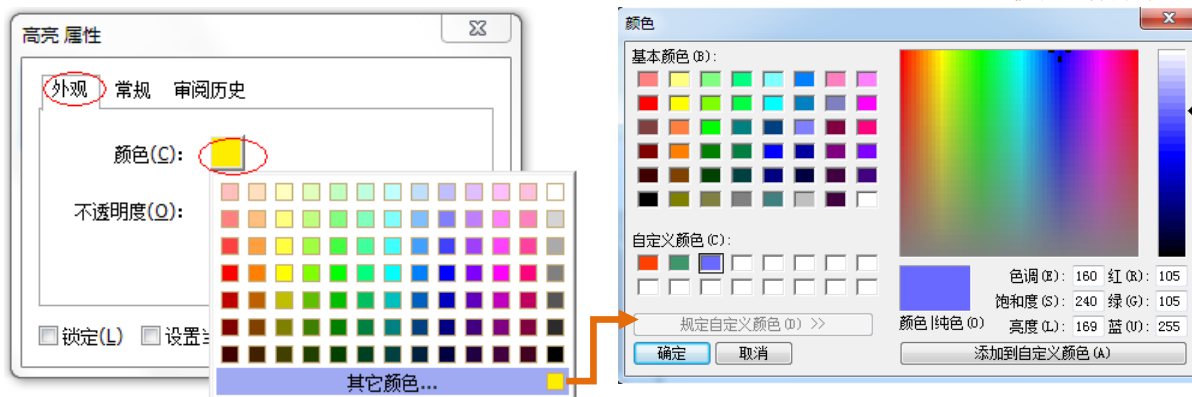 高亮 属性
外观 常规 审阅历史
颜色(C):
不透明度(O):
锁定(L) 设置当
其它颜色...
颜色
基本颜色(B):
自定义颜色(C):
规定自定义颜色(D) >>
确定 取消
颜色|纯色(O)
色调(E): 160 红(R): 105
饱和度(S): 240 绿(G): 105
亮度(L): 169 蓝(U): 255
添加到自定义颜色(A)